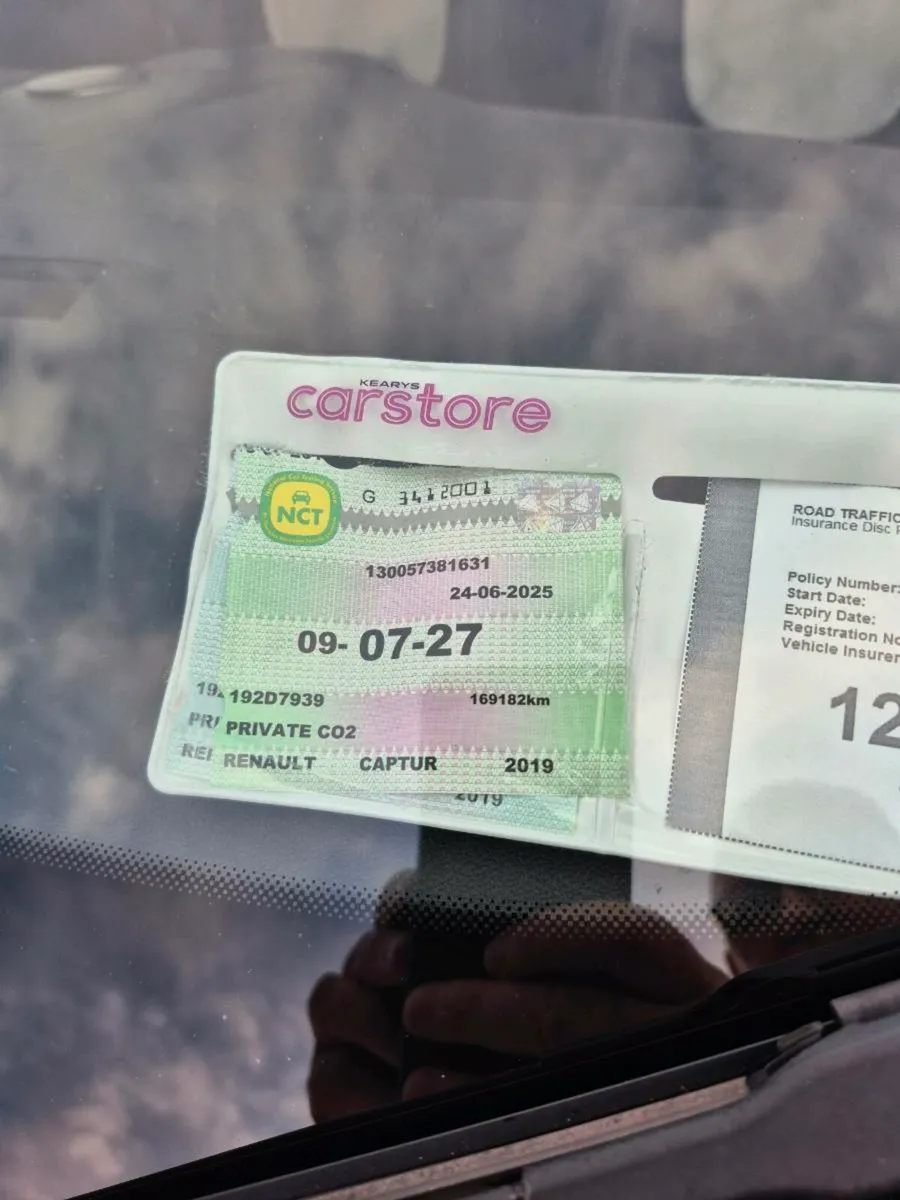 KEARYS
carstore
NCT
G 3412001
130057381631
24-06-2025
09-07-27
192D7939 169182km
PRIVATE CO2
RENAULT CAPTUR 2019
2019
ROAD TRAFFIC
Insurance Disc
Policy Number:
Start Date:
Expiry Date:
Registration No
Vehicle Insurer
12